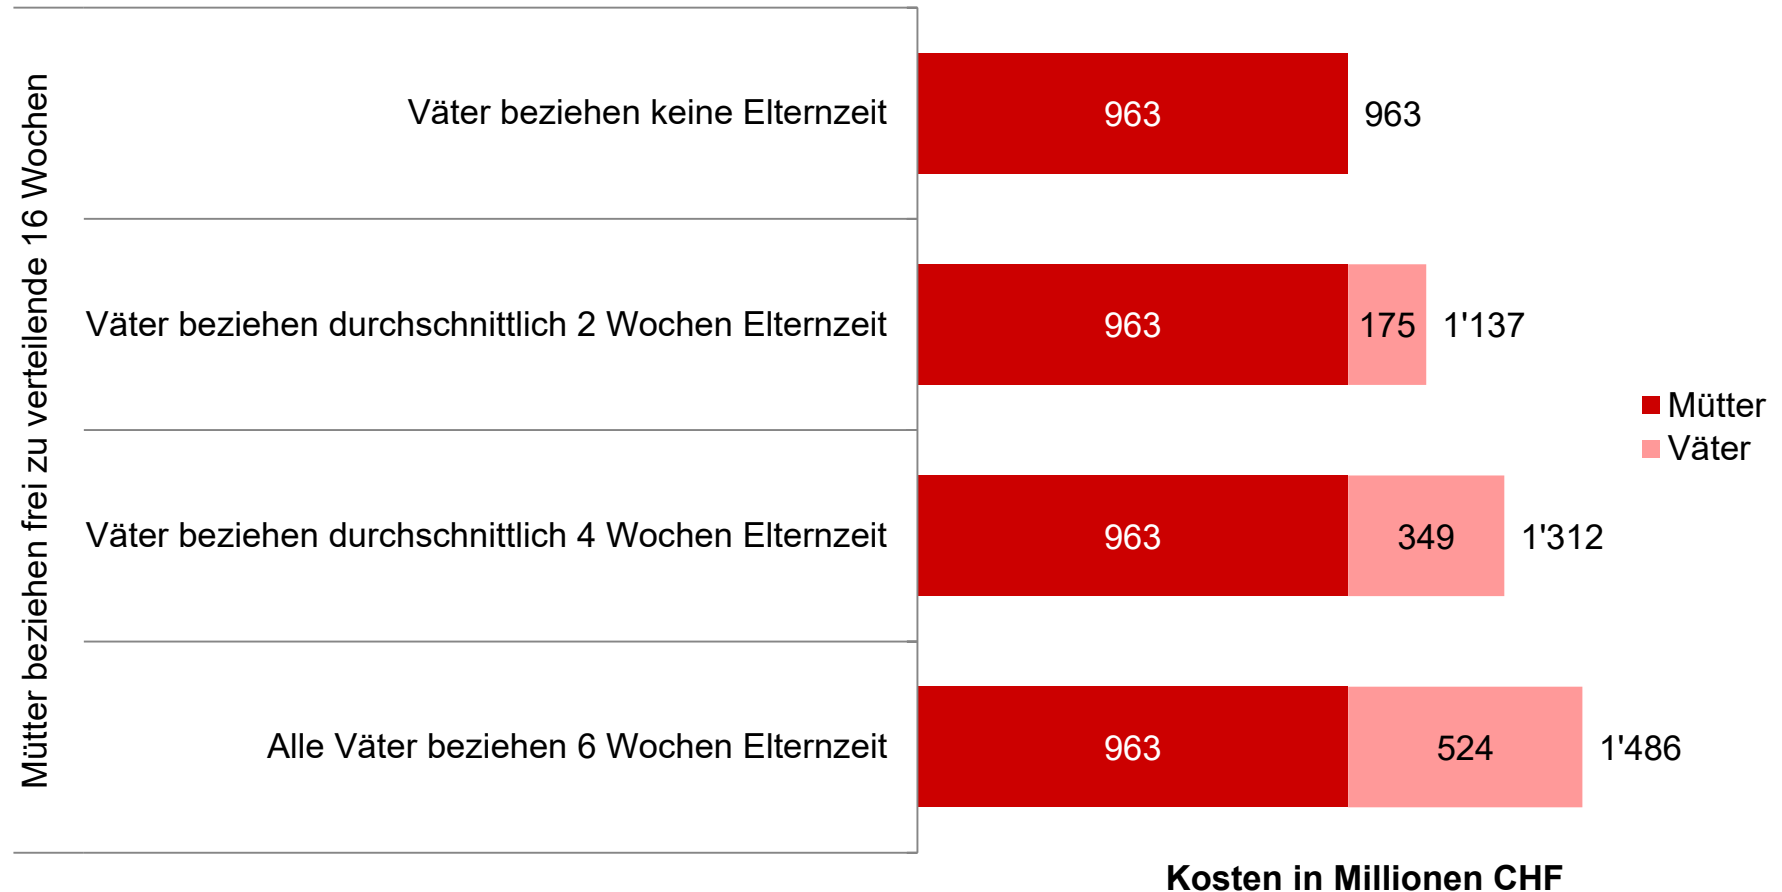 Mütter beziehen frei zu verteilende 16 Wochen
Väter beziehen keine Elternzeit
963
963
Väter beziehen durchschnittlich 2 Wochen Elternzeit
963
175
1'137
Väter beziehen durchschnittlich 4 Wochen Elternzeit
963
349
1'312
Alle Väter beziehen 6 Wochen Elternzeit
963
524
1'486
Mütter
Väter
Kosten in Millionen CHF